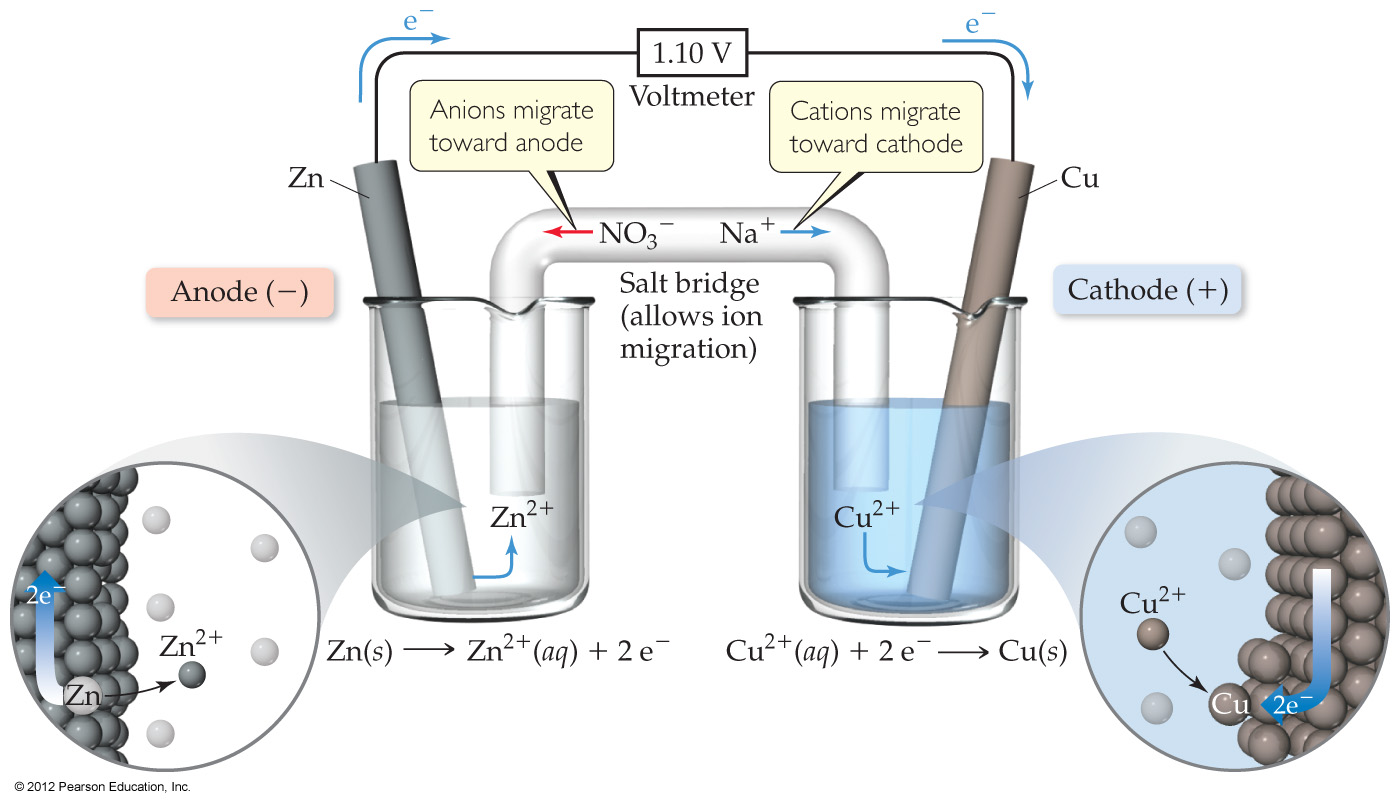 e⁻
e⁻
1.10 V
Voltmeter
Anions migrate
toward anode
Cations migrate
toward cathode
Zn
Cu
NO₃⁻
Na⁺
Salt bridge
(allows ion
migration)
Anode (−)
Cathode (+)
Zn²⁺
Cu²⁺
2e⁻
Zn²⁺
Zn
Cu²⁺
Cu
2e⁻
Zn(s) ⟶ Zn²⁺(aq) + 2 e⁻
Cu²⁺(aq) + 2 e⁻ ⟶ Cu(s)
© 2012 Pearson Education, Inc.